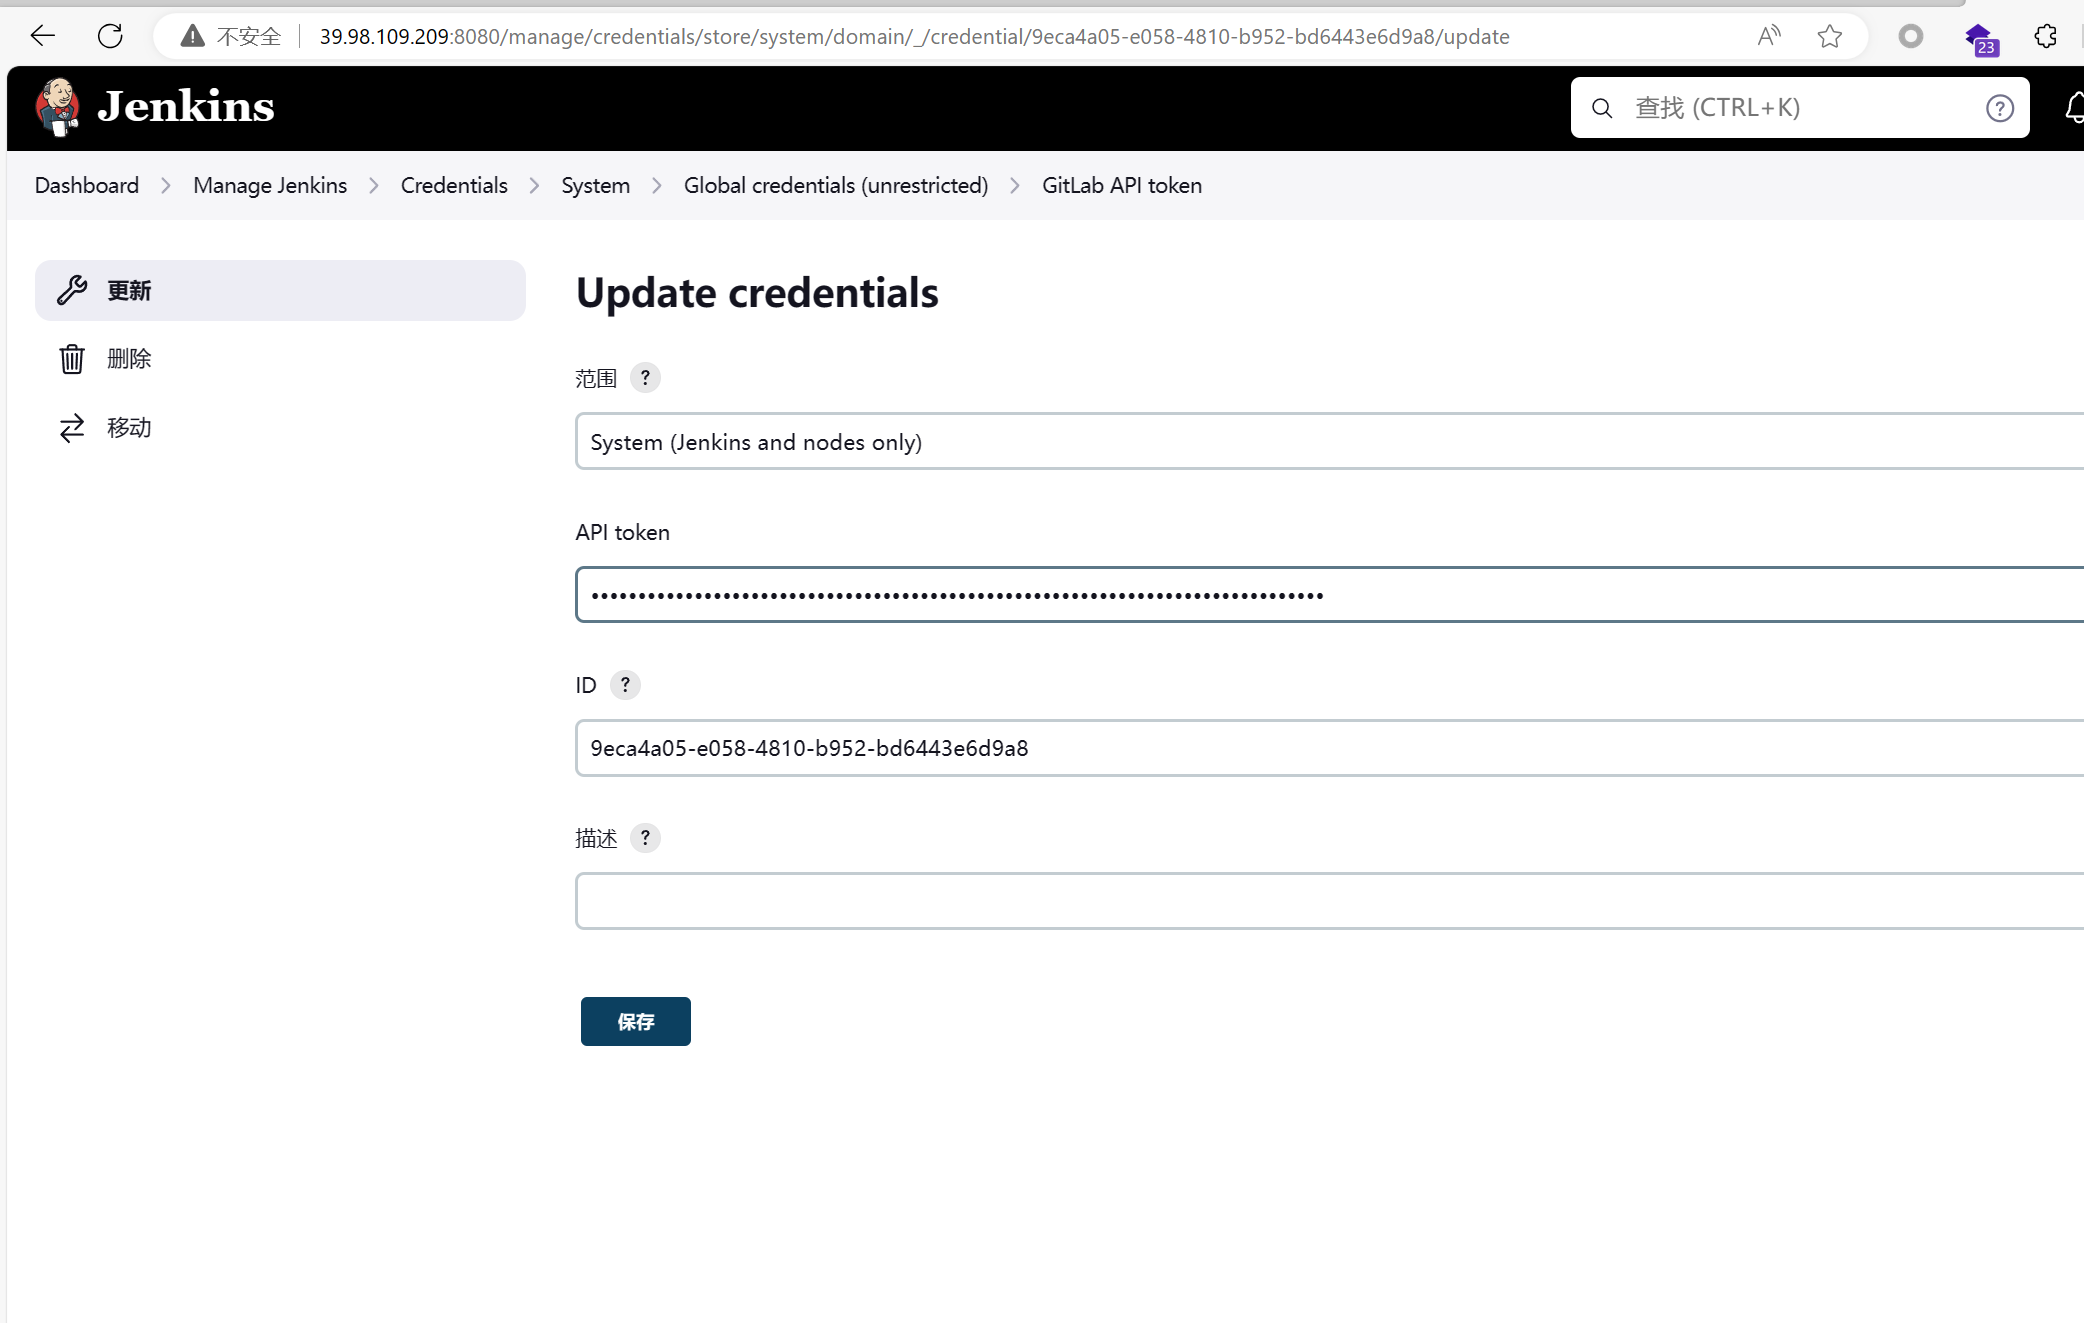 不安全 39.98.109.209:8080/manage/credentials/store/system/domain/_/credential/9eca4a05-e058-4810-b952-bd6443e6d9a8/update A 23
Jenkins 查找 (CTRL+K) ?
Dashboard > Manage Jenkins > Credentials > System > Global credentials (unrestricted) > GitLab API token
更新
删除
移动
Update credentials
范围 ?
System (Jenkins and nodes only)
API token
ID ?
9eca4a05-e058-4810-b952-bd6443e6d9a8
描述 ?
保存